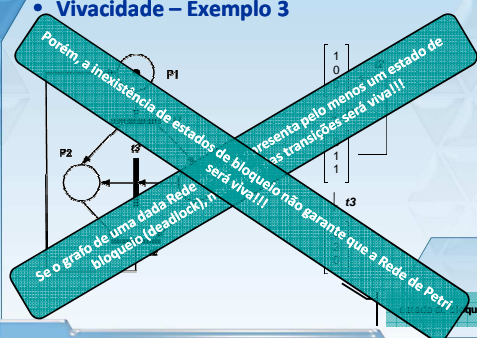 • Vivacidade – Exemplo 3
P1
P2
t3
1
0
1
1
t3
Porém, a inexistência de estados de bloqueio não garante que a Rede de Petri
será viva!!!
Se o grafo de uma dada Rede apresenta pelo menos um estado de
bloqueio (deadlock), as transições será viva!!!